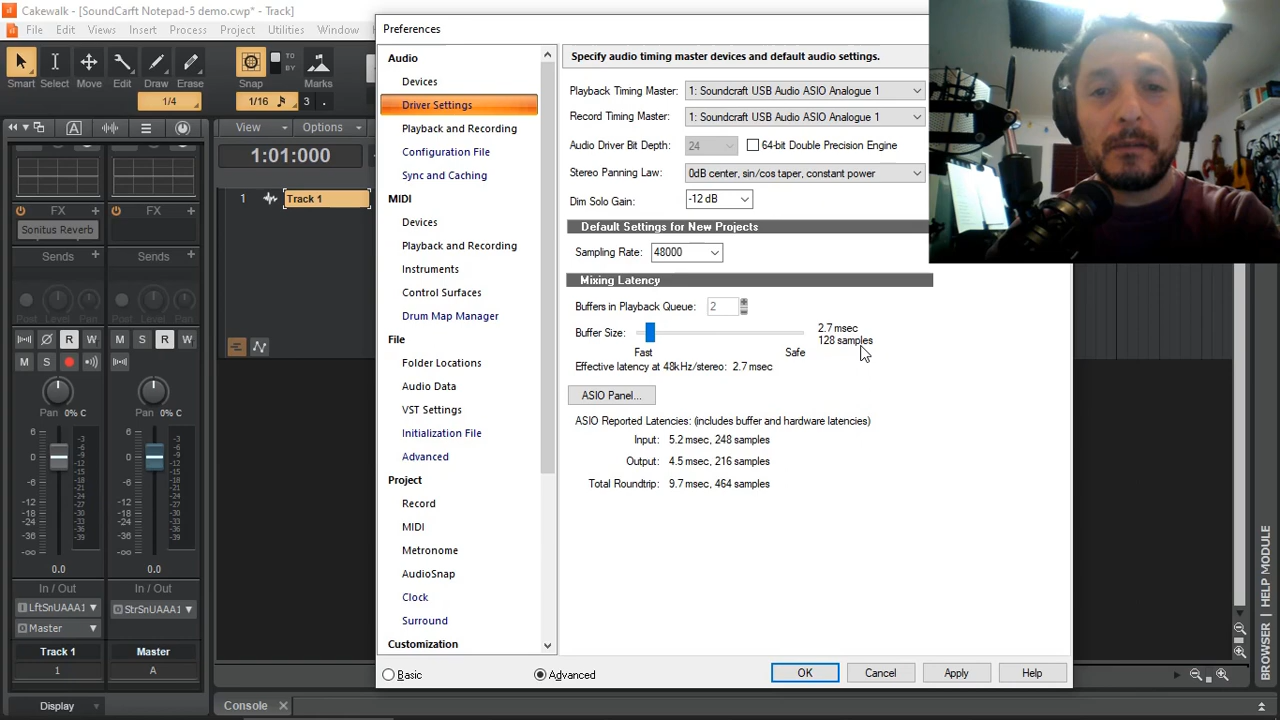 Cakewalk - [SoundCarft Notepad-5 demo.cwp* - Track]
File Edit Views Insert Process Project Utilities Window
Smart Select Move Edit Draw Erase Snap TO BY Marks
1/4 1/16 3
View Options
1:01:000
1 Track 1
FX + FX +
Sonitus Reverb
Sends + Sends +
Post Level Pre Post Level Pre
R R
M S M S
Pan 0% C Pan 0% C
0.0 0.0
In / Out In / Out
LftSnUAAA1 StrSnUAAA1
Master
Track 1 Master
1 A
Display
Console
Preferences
Audio
Devices
Driver Settings
Playback and Recording
Configuration File
Sync and Caching
MIDI
Devices
Playback and Recording
Instruments
Control Surfaces
Drum Map Manager
File
Folder Locations
Audio Data
VST Settings
Initialization File
Advanced
Project
Record
MIDI
Metronome
AudioSnap
Clock
Surround
Customization
Basic Advanced
Specify audio timing master devices and default audio settings.
Playback Timing Master: 1: Soundcraft USB Audio ASIO Analogue 1
Record Timing Master: 1: Soundcraft USB Audio ASIO Analogue 1
Audio Driver Bit Depth: 24 64-bit Double Precision Engine
Stereo Panning Law: 0dB center, sin/cos taper, constant power
Dim Solo Gain: -12 dB
Default Settings for New Projects
Sampling Rate: 48000
Mixing Latency
Buffers in Playback Queue: 2
Buffer Size: 2.7 msec
128 samples
Fast Safe
Effective latency at 48kHz/stereo: 2.7 msec
ASIO Panel...
ASIO Reported Latencies: (includes buffer and hardware latencies)
Input: 5.2 msec, 248 samples
Output: 4.5 msec, 216 samples
Total Roundtrip: 9.7 msec, 464 samples
OK Cancel Apply Help
BROWSER | HELP MODULE